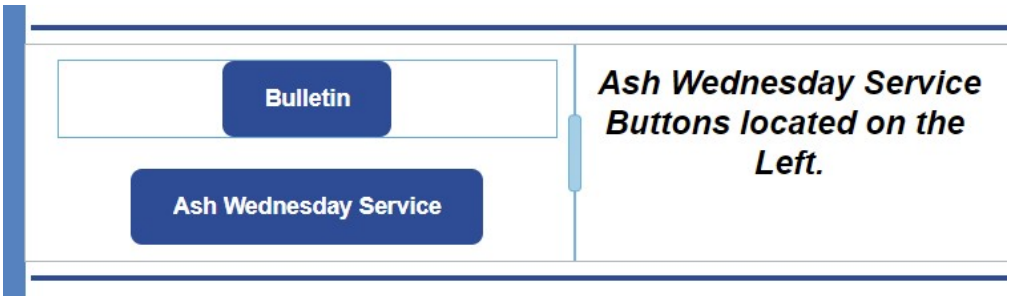 Bulletin
Ash Wednesday Service
Ash Wednesday Service
Buttons located on the
Left.